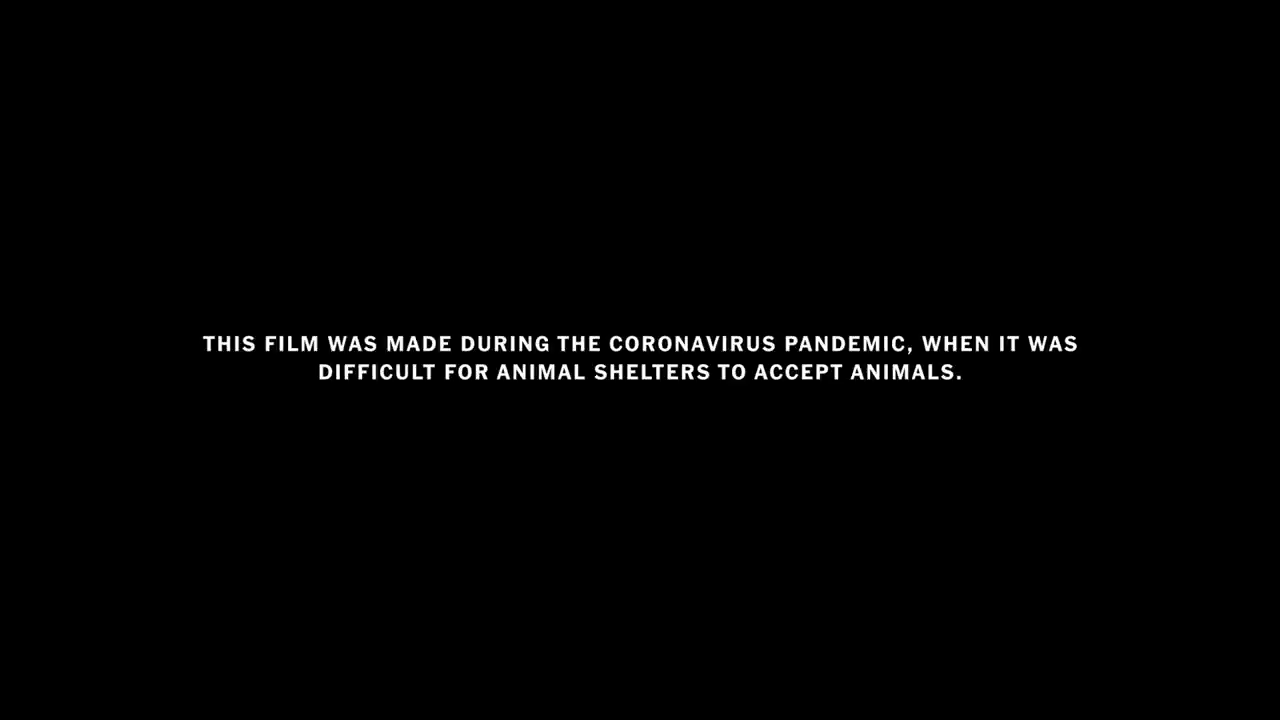 THIS FILM WAS MADE DURING THE CORONAVIRUS PANDEMIC, WHEN IT WAS
DIFFICULT FOR ANIMAL SHELTERS TO ACCEPT ANIMALS.